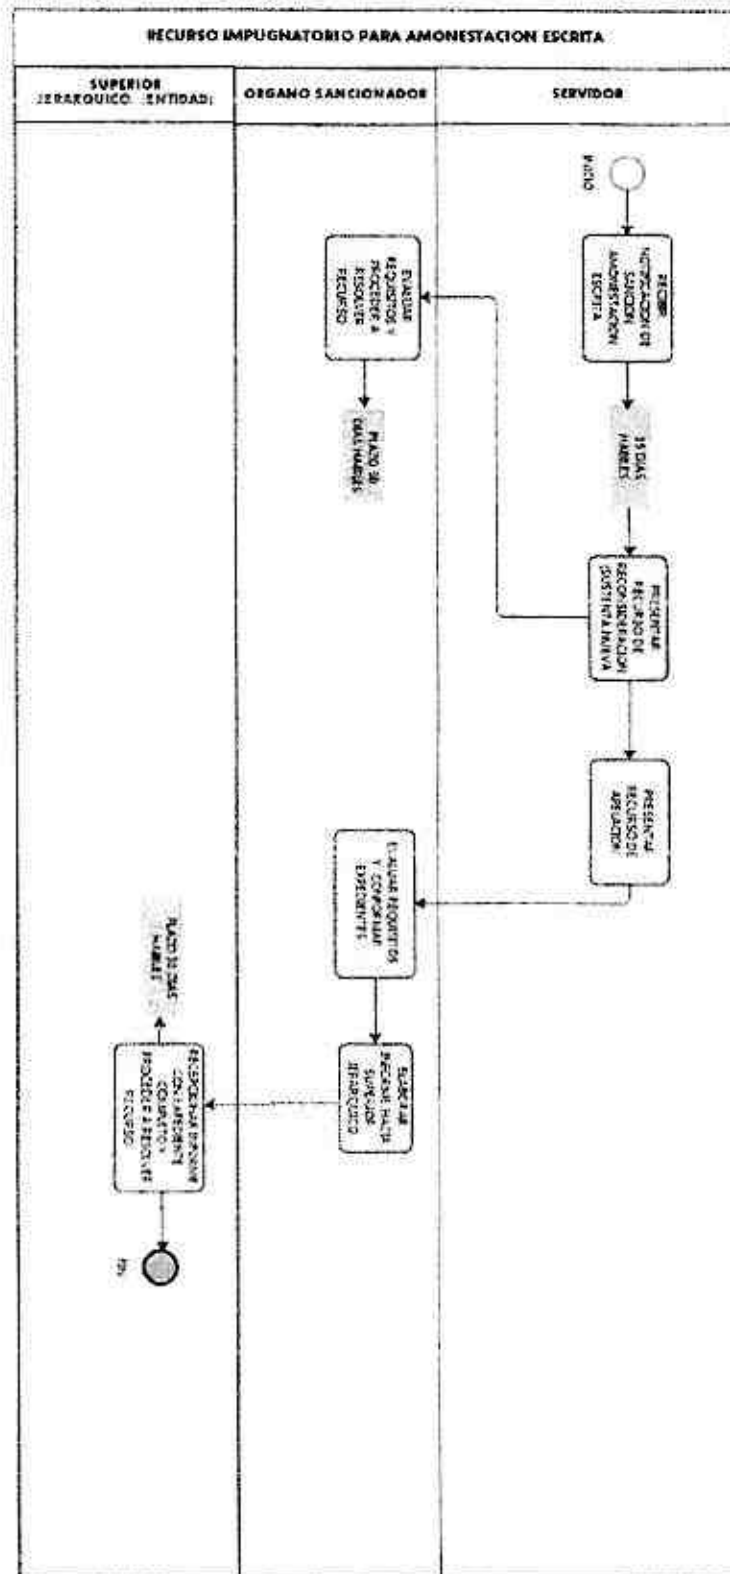 RECURSO IMPUGNATORIO PARA AMONESTACION ESCRITA
SUPERIOR
JERARQUICO (ENTIDAD)
ORGANO SANCIONADOR
SERVIDOR
INICIO
RECIBIR
NOTIFICACION DE
SANCION
AMONESTACION
ESCRITA
15 DIAS
HABILES
PRESENTAR
RECURSO DE
RECONSIDERACION
(SUSTENTA NUEVA
EVALUAR
REQUISITOS Y
PROCEDER A
RESOLVER
RECURSO
PLAZO 30
DIAS HABILES
PRESENTAR
RECURSO DE
APELACION
EVALUAR REQUISITOS
Y CONFORMAR
EXPEDIENTES
ELABORAR
INFORME HACIA
SUPERIOR
JERARQUICO
RECEPCIONAR INFORME
CON EXPEDIENTE
COMPLETO Y
PROCEDER A RESOLVER
RECURSO
PLAZO 30 DIAS
HABILES
FIN